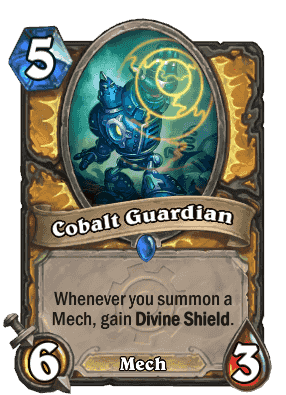 5
Cobalt Guardian
Whenever you summon a
Mech, gain Divine Shield.
6
Mech
3